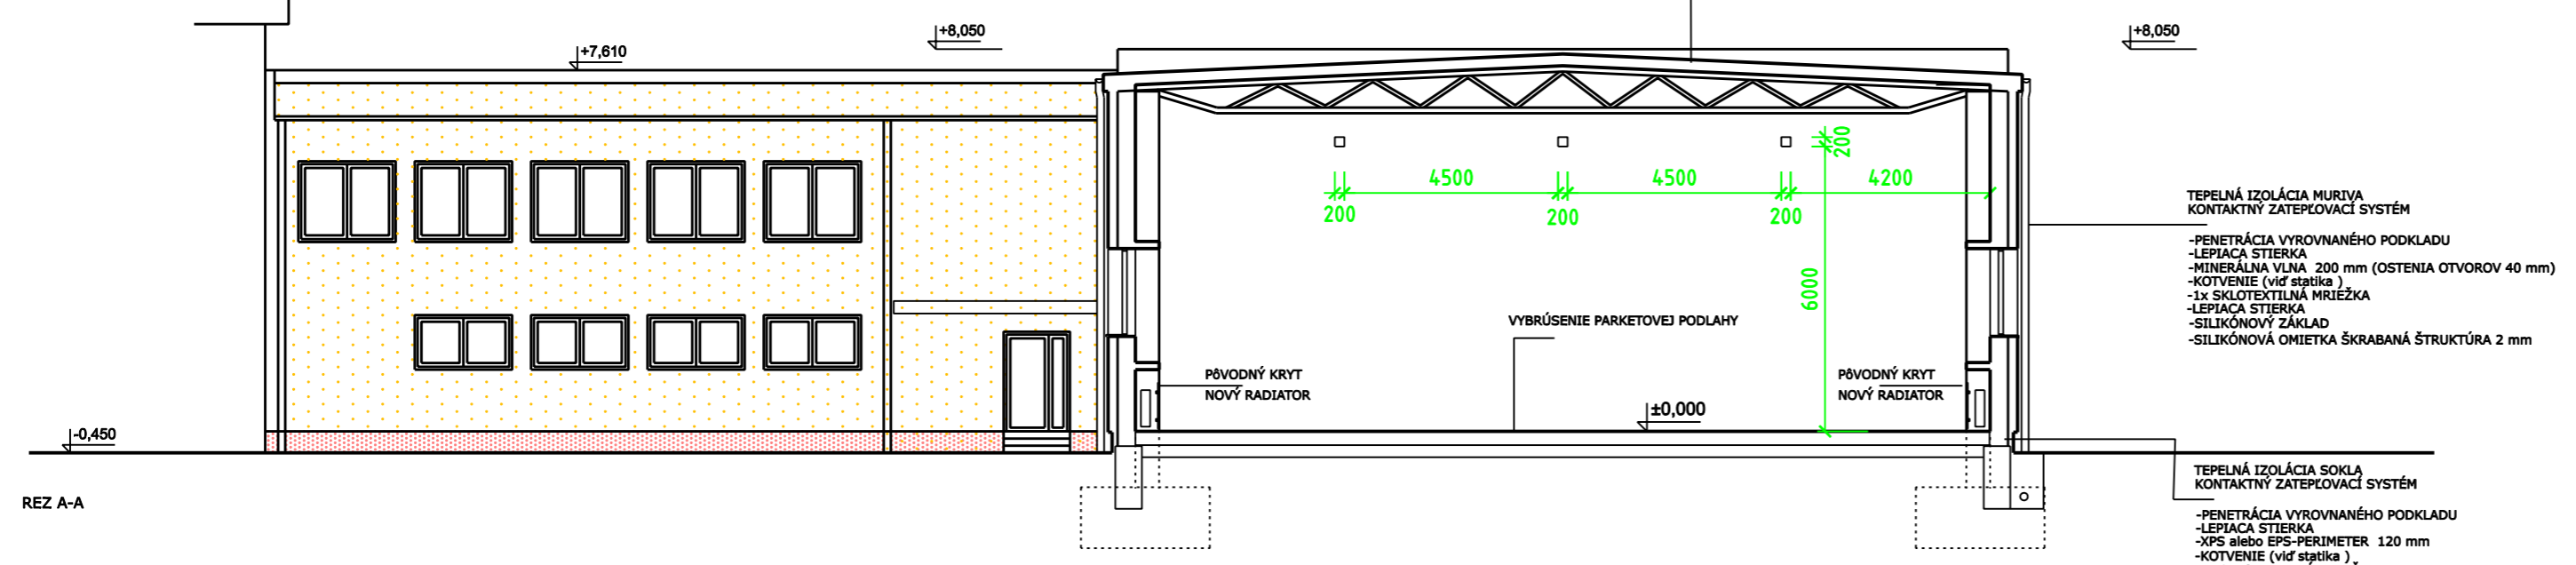 +8,050
+8,050
+7,610
200
4500
4500
4200
200
200
200
TEPELNÁ IZOLÁCIA MURIVA
KONTAKTNÝ ZATEPĽOVACÍ SYSTÉM
-PENETRÁCIA VYROVNANÉHO PODKLADU
-LEPIACA STIERKA
-MINERÁLNA VLNA 200 mm (OSTENIA OTVOROV 40 mm)
-KOTVENIE (viď statika )
-1x SKLOTEXTILNÁ MRIEŽKA
-LEPIACA STIERKA
-SILIKÓNOVÝ ZÁKLAD
-SILIKÓNOVÁ OMIETKA ŠKRABANÁ ŠTRUKTÚRA 2 mm
6000
VYBRÚSENIE PARKETOVEJ PODLAHY
PôVODNÝ KRYT
NOVÝ RADIATOR
PôVODNÝ KRYT
NOVÝ RADIATOR
±0,000
-0,450
REZ A-A
TEPELNÁ IZOLÁCIA SOKLA
KONTAKTNÝ ZATEPĽOVACÍ SYSTÉM
-PENETRÁCIA VYROVNANÉHO PODKLADU
-LEPIACA STIERKA
-XPS alebo EPS-PERIMETER 120 mm
-KOTVENIE (viď statika )